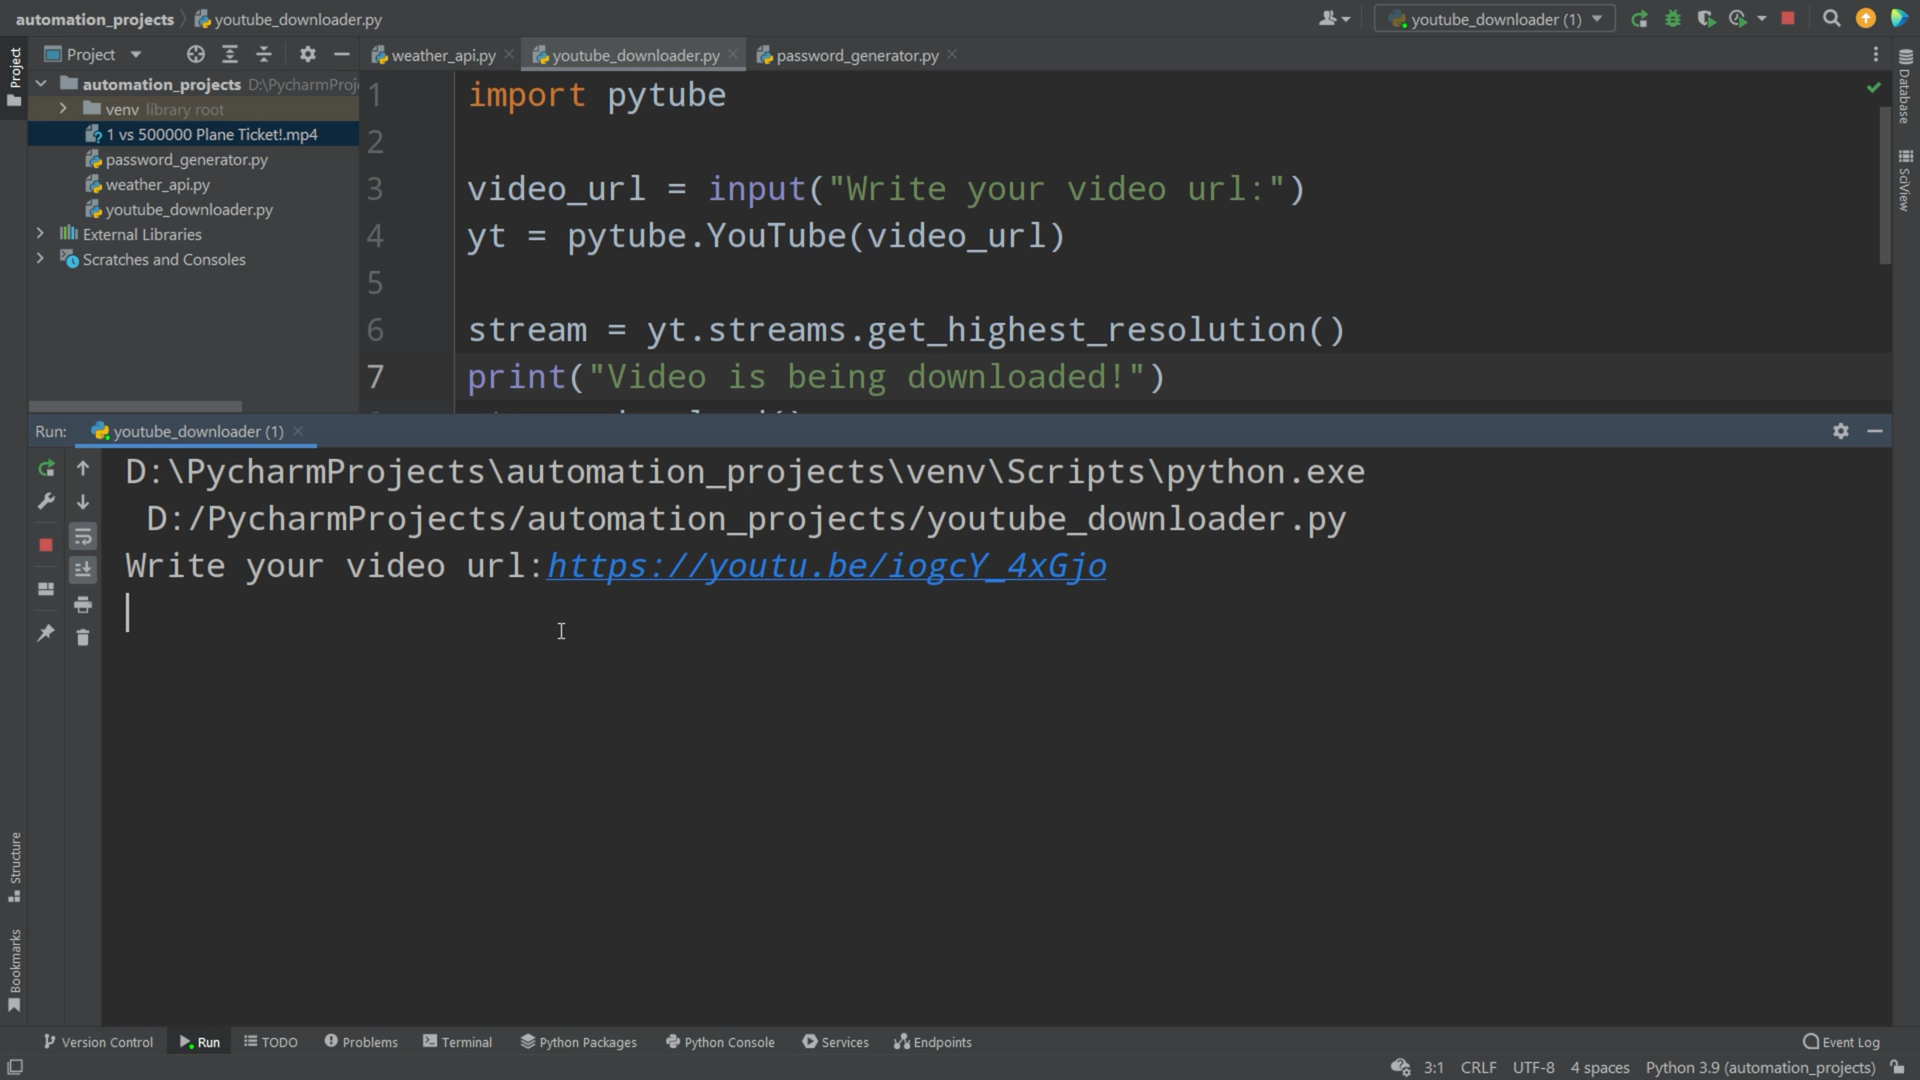 automation_projects youtube_downloader.py youtube_downloader (1)
Project
Project
weather_api.py youtube_downloader.py password_generator.py
automation_projects D:\PycharmProj
venv library root
1 vs 500000 Plane Ticket!.mp4
password_generator.py
weather_api.py
youtube_downloader.py
External Libraries
Scratches and Consoles
1 import pytube
2
3 video_url = input("Write your video url:")
4 yt = pytube.YouTube(video_url)
5
6 stream = yt.streams.get_highest_resolution()
7 print("Video is being downloaded!")
Database
SciView
Run: youtube_downloader (1)
D:\PycharmProjects\automation_projects\venv\Scripts\python.exe
D:/PycharmProjects/automation_projects/youtube_downloader.py
Write your video url:https://youtu.be/iogcY_4xGjo
Structure
Bookmarks
Version Control Run TODO Problems Terminal Python Packages Python Console Services Endpoints Event Log
3:1 CRLF UTF-8 4 spaces Python 3.9 (automation_projects)